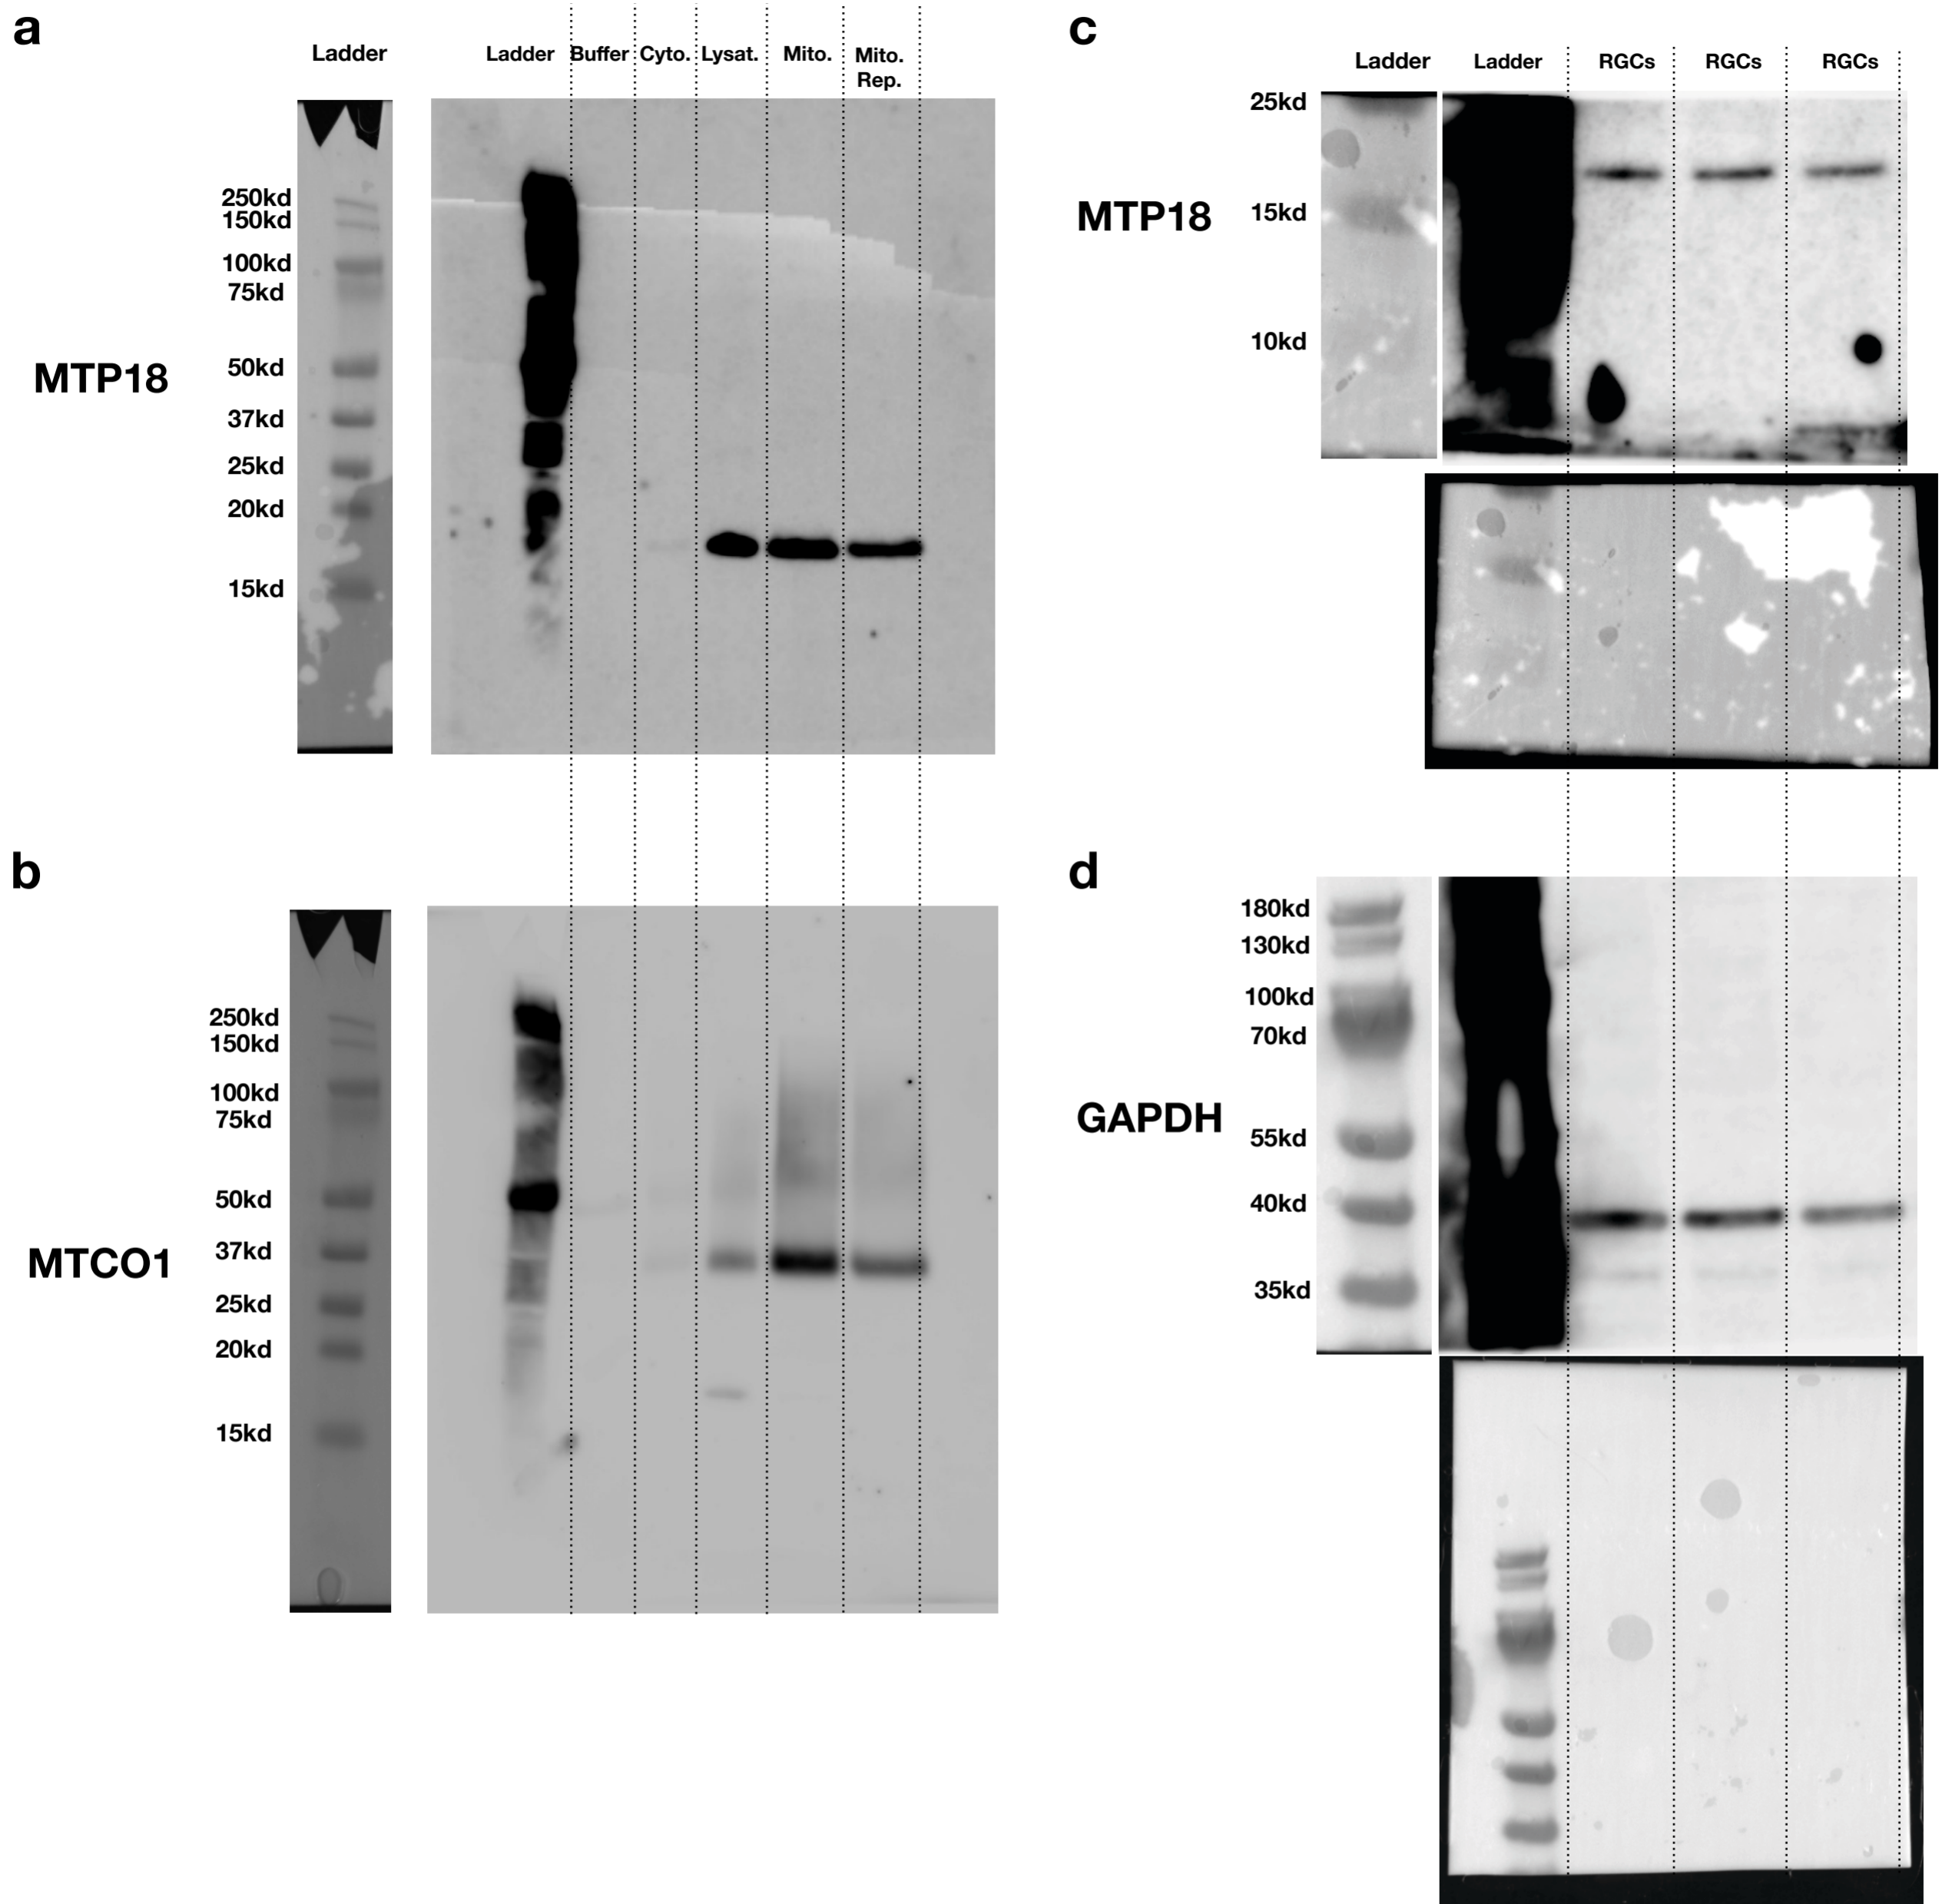 a
Ladder
Ladder Buffer Cyto. Lysat. Mito. Mito.
Rep.
250kd
150kd
100kd
75kd
MTP18
50kd
37kd
25kd
20kd
15kd
b
250kd
150kd
100kd
75kd
50kd
MTCO1
37kd
25kd
20kd
15kd
c
Ladder Ladder RGCs RGCs RGCs
25kd
MTP18
15kd
10kd
d
180kd
130kd
100kd
70kd
GAPDH
55kd
40kd
35kd